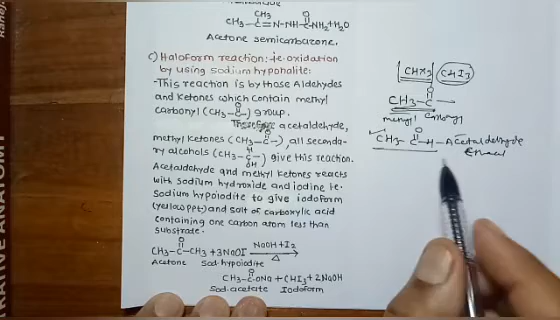 CH₃
CH₃-C=N-NH-C-NH₂+H₂O
O
Acetone semicarbazone.
C) Haloform reaction:-i.e. oxidation
by using sodium hypohalite:
-This reaction is by those Aldehydes
and ketones which contain methyl
carbonyl (CH₃-C-) group.
O
Therefore acetaldehyde,
methyl ketones (CH₃-C-), all seconda-
ry alcohols (CH₃-C-) give this reaction.
H
OH
Acetaldehyde and methyl ketones reacts
with sodium hydroxide and iodine i.e.
Sodium hypoiodite to give iodoform
(yellow ppt) and salt of carboxylic acid
containing one carbon atom less than
substrate.
O
CH₃-C-CH₃ +3NaOI
NaOH+I₂
Δ
Acetone Sod.hypoiodite
O
CH₃-C-ONa +CHI₃+2NaOH
Sod.acetate Iodoform
CHX₃ CHI₃
O
CH₃-C-
methyl carbonyl
O
✓CH₃-C-H-Acetaldehyde
Ethanal